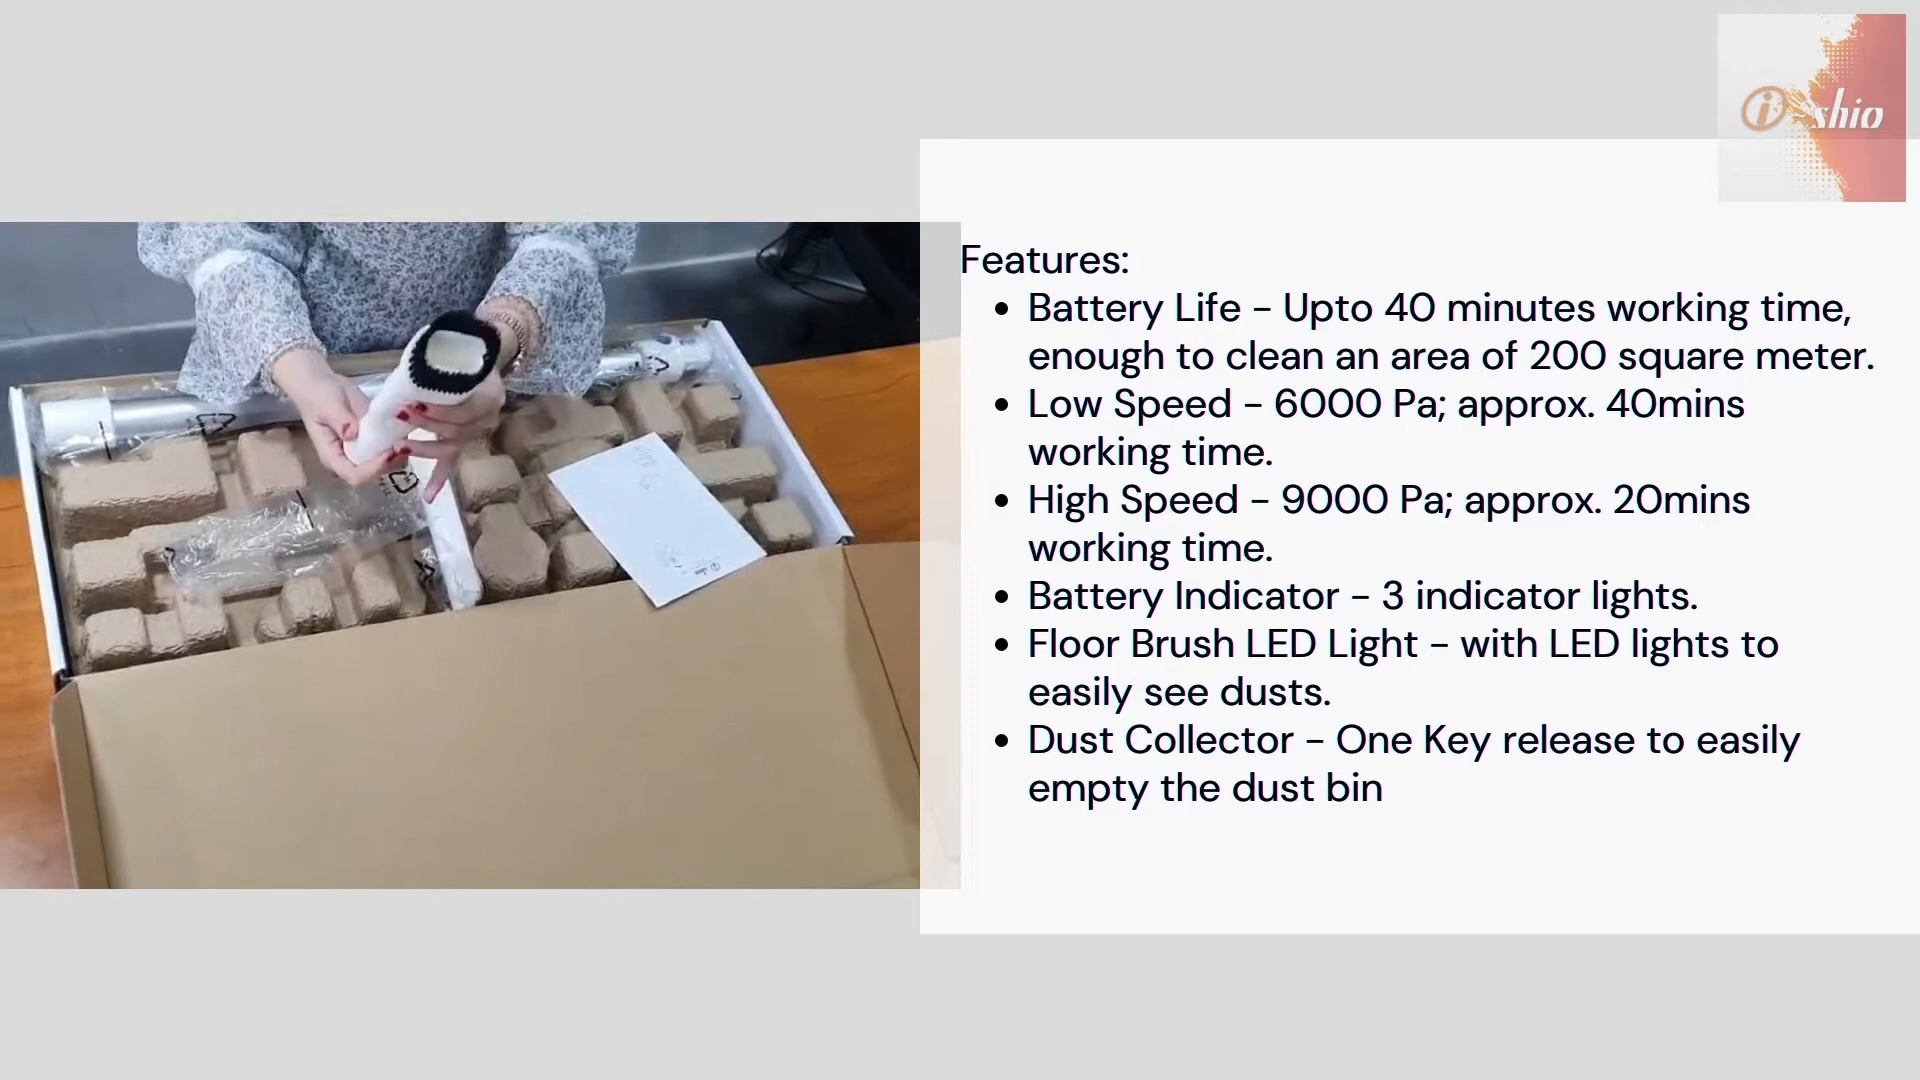 i shio
Features:
• Battery Life - Upto 40 minutes working time,
enough to clean an area of 200 square meter.
• Low Speed - 6000 Pa; approx. 40mins
working time.
• High Speed - 9000 Pa; approx. 20mins
working time.
• Battery Indicator - 3 indicator lights.
• Floor Brush LED Light - with LED lights to
easily see dusts.
• Dust Collector - One Key release to easily
empty the dust bin